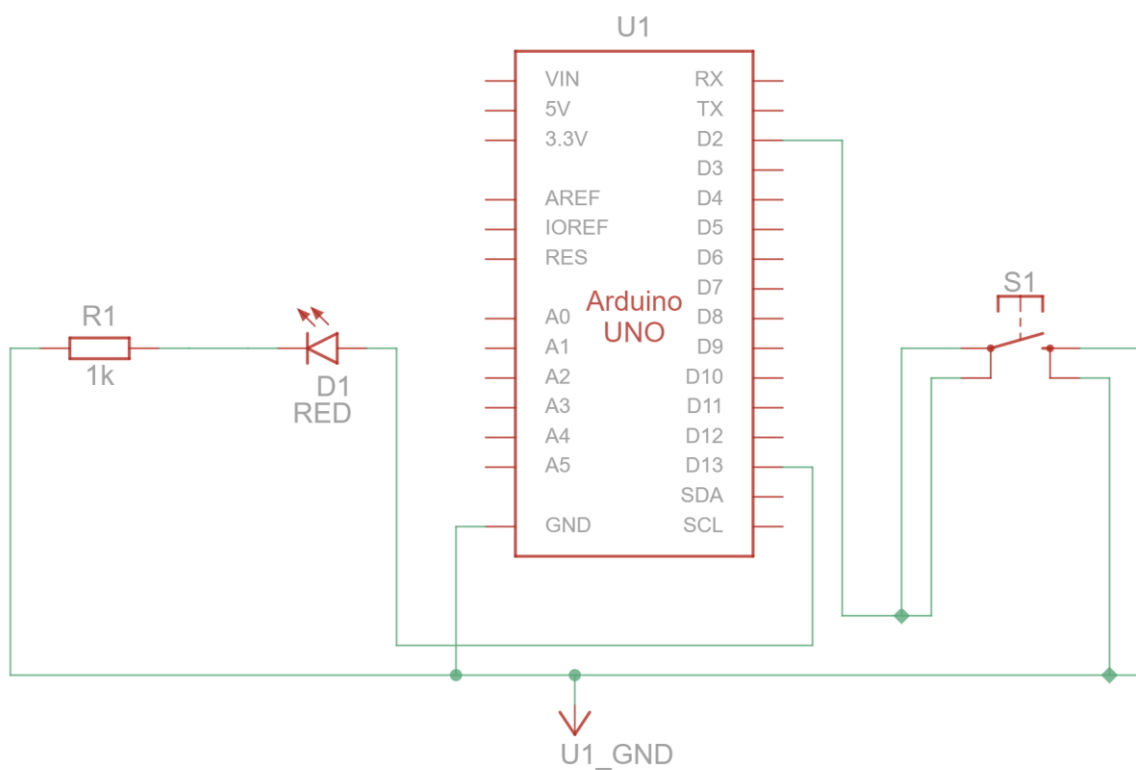 U1
VIN
5V
3.3V
AREF
IOREF
RES
A0
A1
A2
A3
A4
A5
GND
RX
TX
D2
D3
D4
D5
D6
D7
D8
D9
D10
D11
D12
D13
SDA
SCL
Arduino
UNO
R1
1k
D1
RED
S1
U1_GND